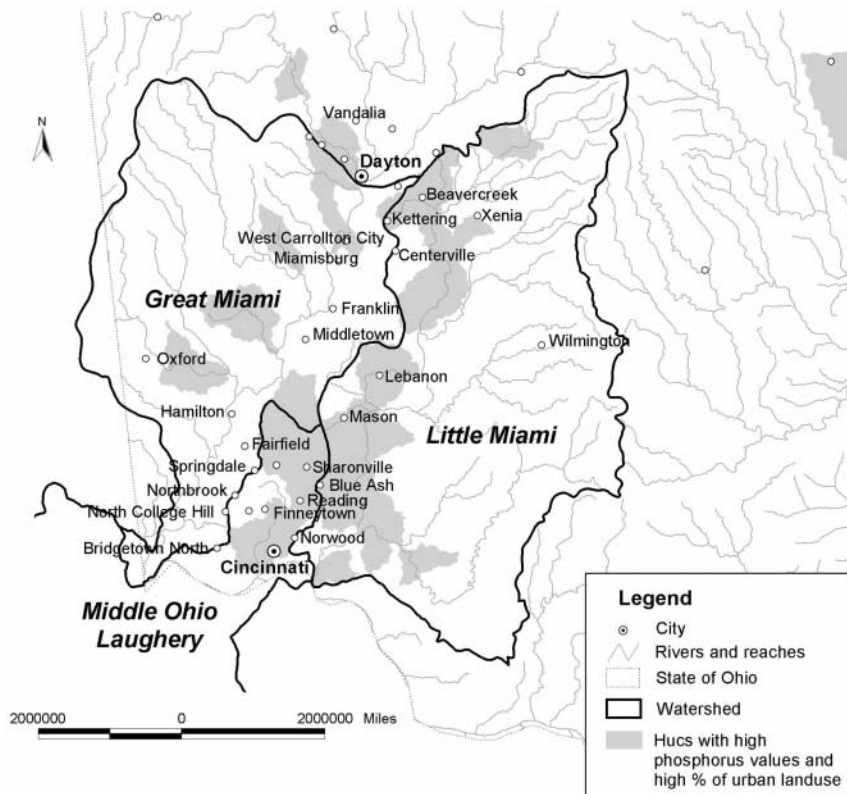 N
Vandalia
Dayton
Beavercreek
Kettering
Xenia
West Carrollton City
Miamisburg
Centerville
Great Miami
Franklin
Middletown
Wilmington
Oxford
Lebanon
Hamilton
Mason
Little Miami
Fairfield
Springdale
Sharonville
Blue Ash
Northbrook
Reading
North College Hill
Finneytown
Norwood
Bridgetown North
Cincinnati
Middle Ohio
Laughery
2000000 0 2000000 Miles
Legend
City
Rivers and reaches
State of Ohio
Watershed
Hucs with high
phosphorus values and
high % of urban landuse